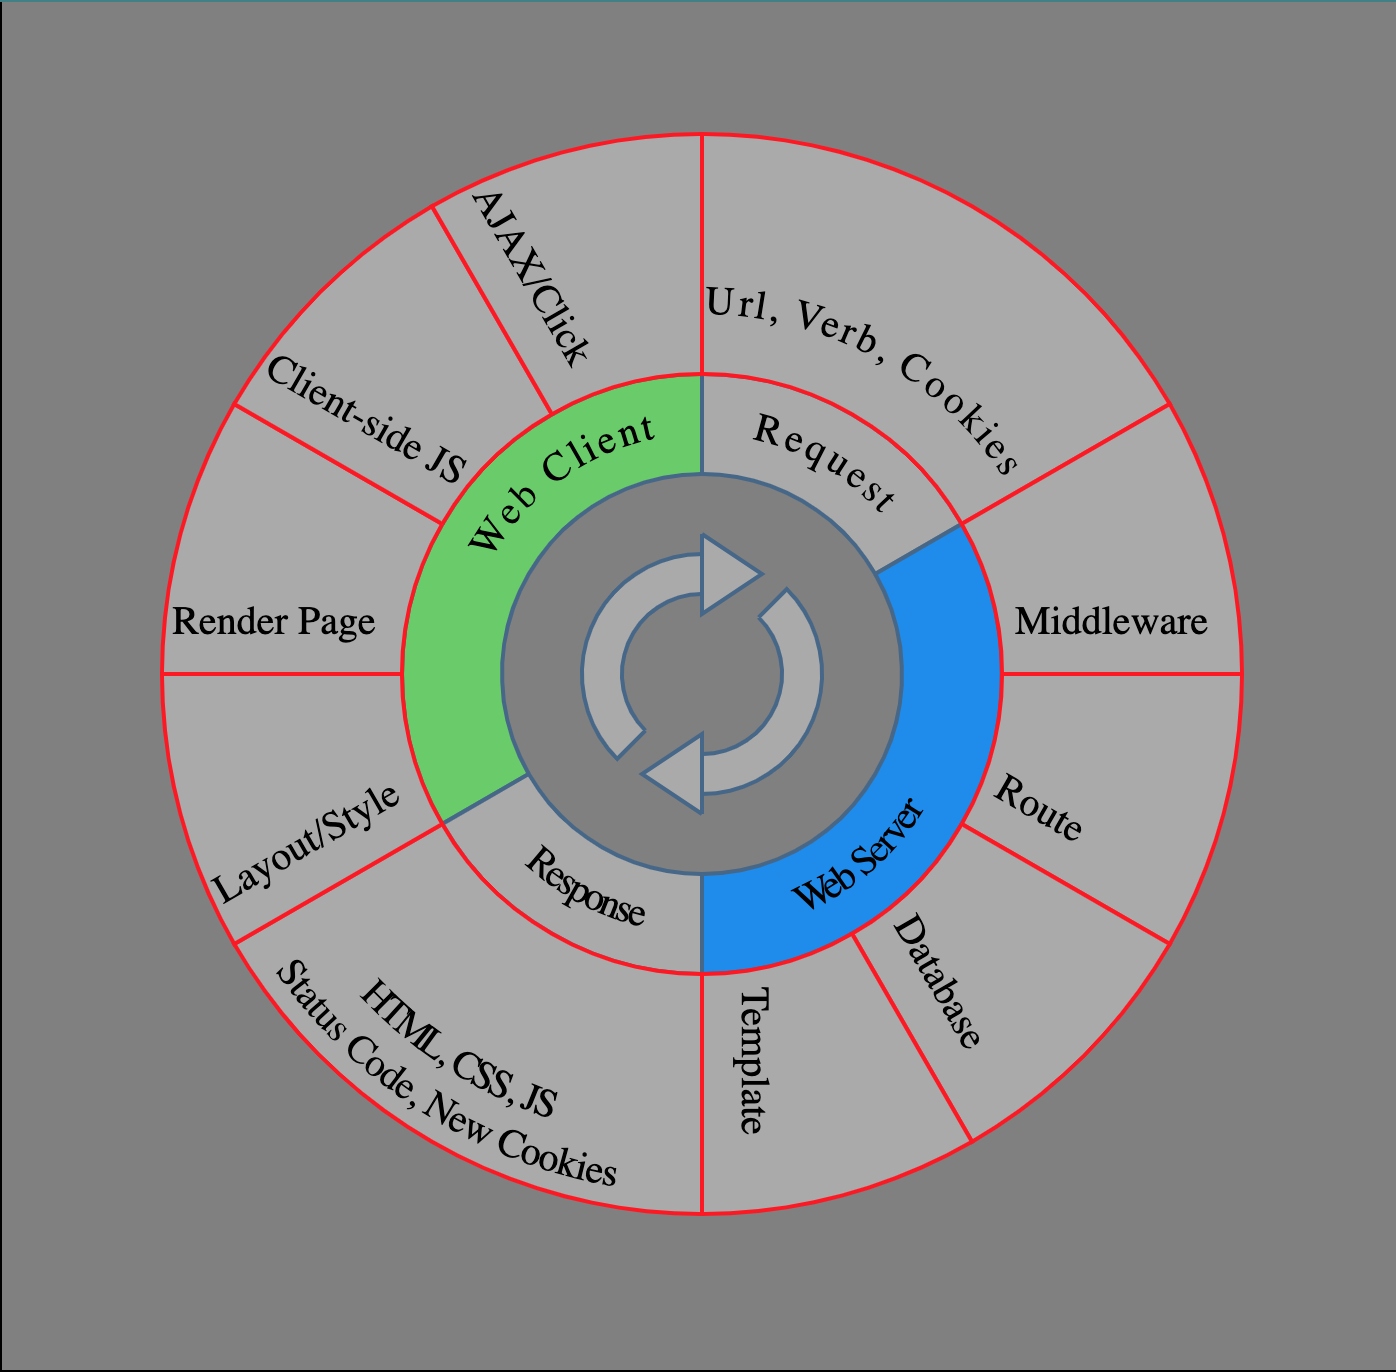 Url, Verb, Cookies
Request
Middleware
Route
Database
Template
Web Server
Response
HTML, CSS, JS
Status Code, New Cookies
Layout/Style
Render Page
Client-side JS
AJAX/Click
Web Client